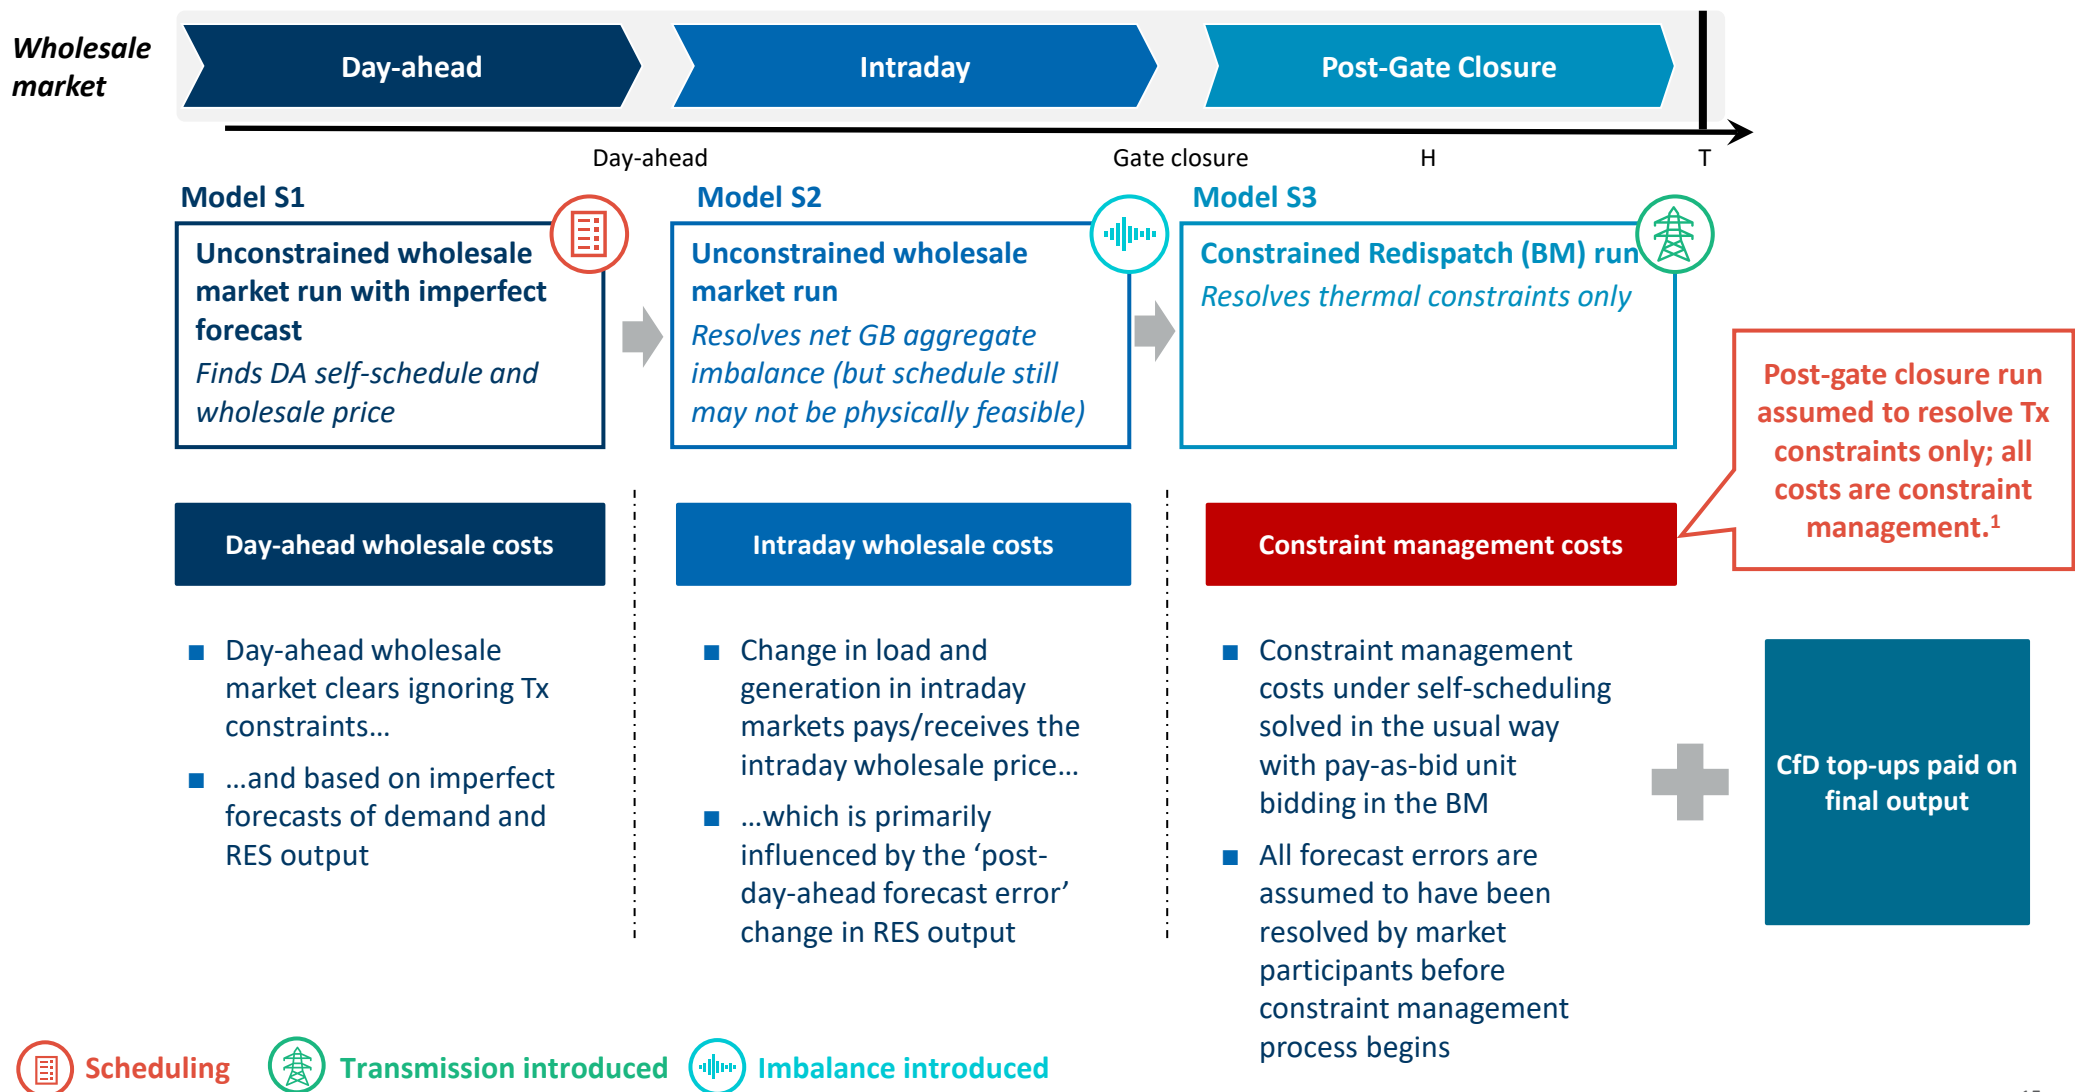 Wholesale
market
Day-ahead
Intraday
Post-Gate Closure
Day-ahead
Gate closure
H
T
Model S1
Unconstrained wholesale
market run with imperfect
forecast
Finds DA self-schedule and
wholesale price
Model S2
Unconstrained wholesale
market run
Resolves net GB aggregate
imbalance (but schedule still
may not be physically feasible)
Model S3
Constrained Redispatch (BM) run
Resolves thermal constraints only
Post-gate closure run
assumed to resolve Tx
constraints only; all
costs are constraint
management.¹
Day-ahead wholesale costs
Intraday wholesale costs
Constraint management costs
■ Day-ahead wholesale
market clears ignoring Tx
constraints…
■ …and based on imperfect
forecasts of demand and
RES output
■ Change in load and
generation in intraday
markets pays/receives the
intraday wholesale price…
■ …which is primarily
influenced by the ‘post-
day-ahead forecast error’
change in RES output
■ Constraint management
costs under self-scheduling
solved in the usual way
with pay-as-bid unit
bidding in the BM
■ All forecast errors are
assumed to have been
resolved by market
participants before
constraint management
process begins
CfD top-ups paid on
final output
Scheduling
Transmission introduced
Imbalance introduced